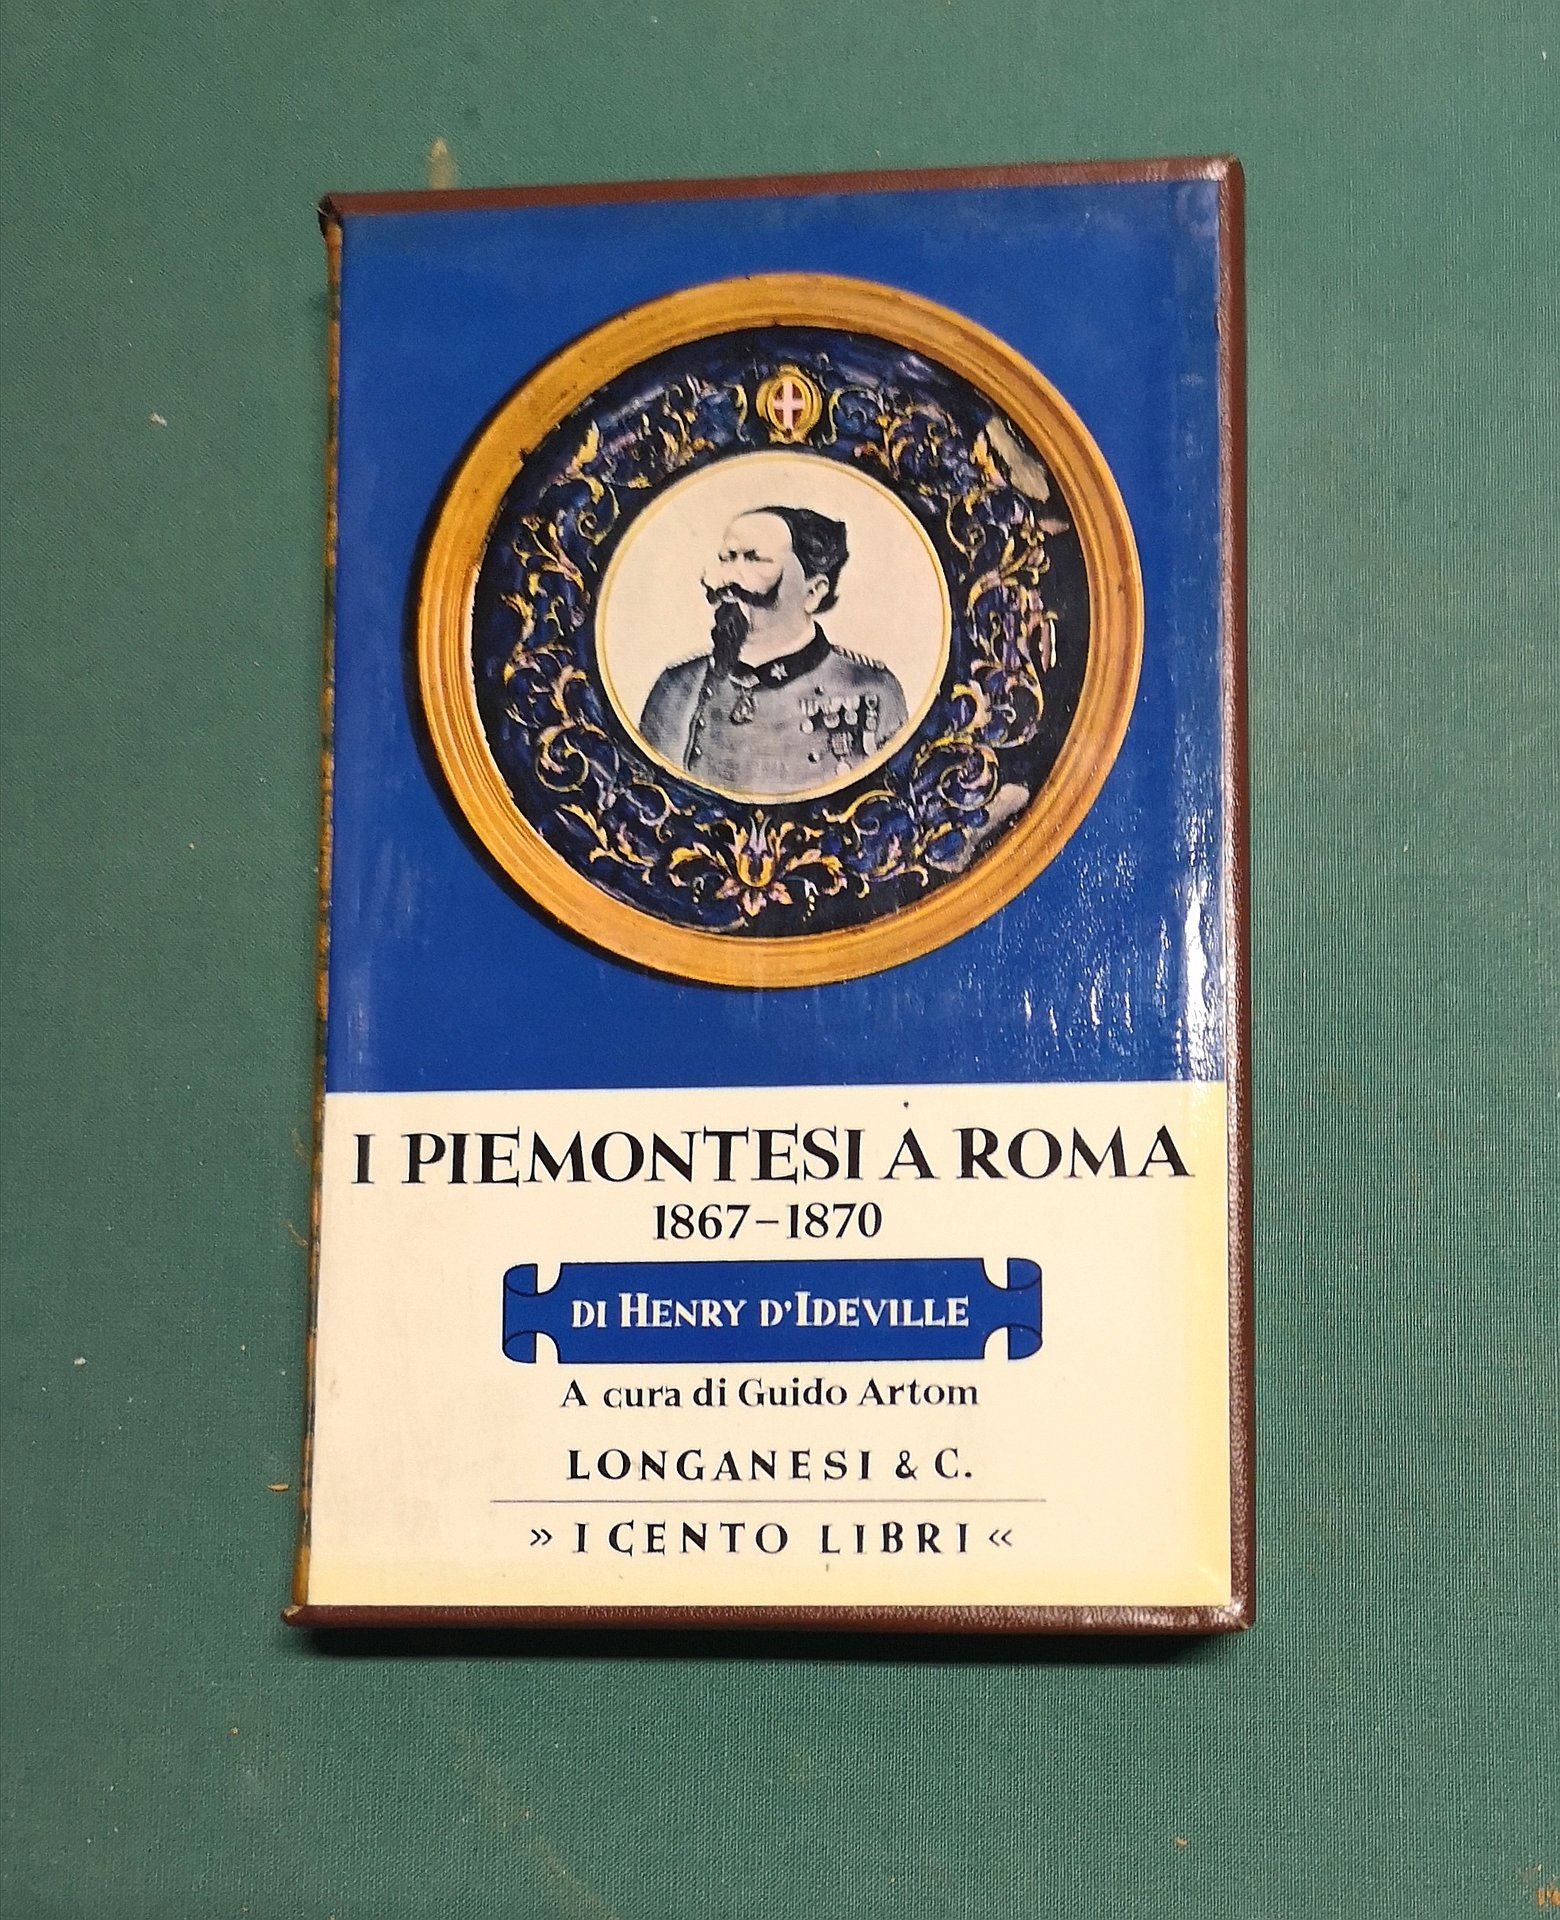 I PIEMONTESI A ROMA
1867-1870
DI HENRY D'IDEVILLE
A cura di Guido Artom
LONGANESI & C.
» I CENTO LIBRI «